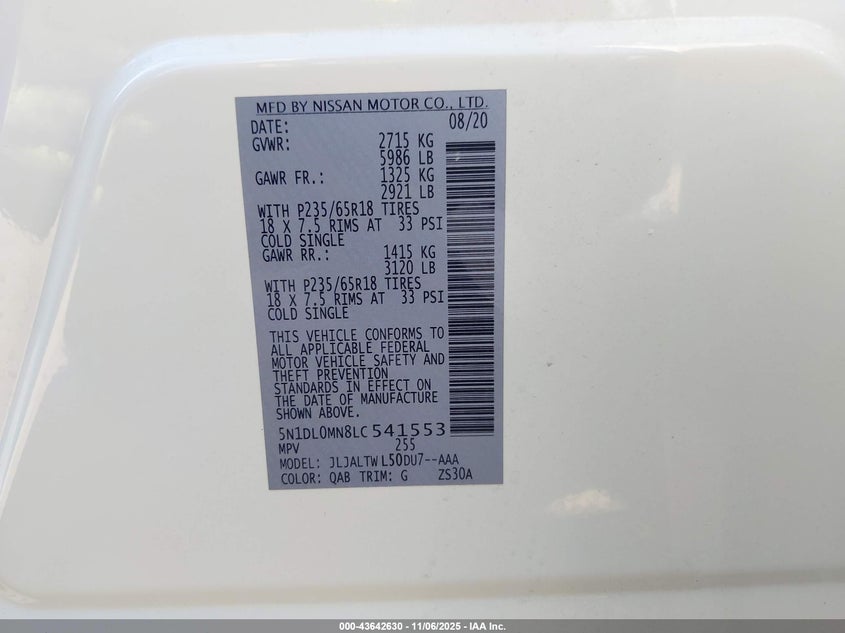 MFD BY NISSAN MOTOR CO., LTD.
DATE: 08/20
GVWR: 2715 KG
5986 LB
GAWR FR.: 1325 KG
2921 LB
WITH P235/65R18 TIRES
18 X 7.5 RIMS AT 33 PSI
COLD SINGLE
GAWR RR.: 1415 KG
3120 LB
WITH P235/65R18 TIRES
18 X 7.5 RIMS AT 33 PSI
COLD SINGLE
THIS VEHICLE CONFORMS TO
ALL APPLICABLE FEDERAL
MOTOR VEHICLE SAFETY AND
THEFT PREVENTION
STANDARDS IN EFFECT ON
THE DATE OF MANUFACTURE
SHOWN ABOVE.
5N1DL0MN8LC541553
MPV 255
MODEL: JLJALTWL50DU7--AAA
COLOR: QAB TRIM: G ZS30A
000-43642630 - 11/06/2025 - IAA Inc.